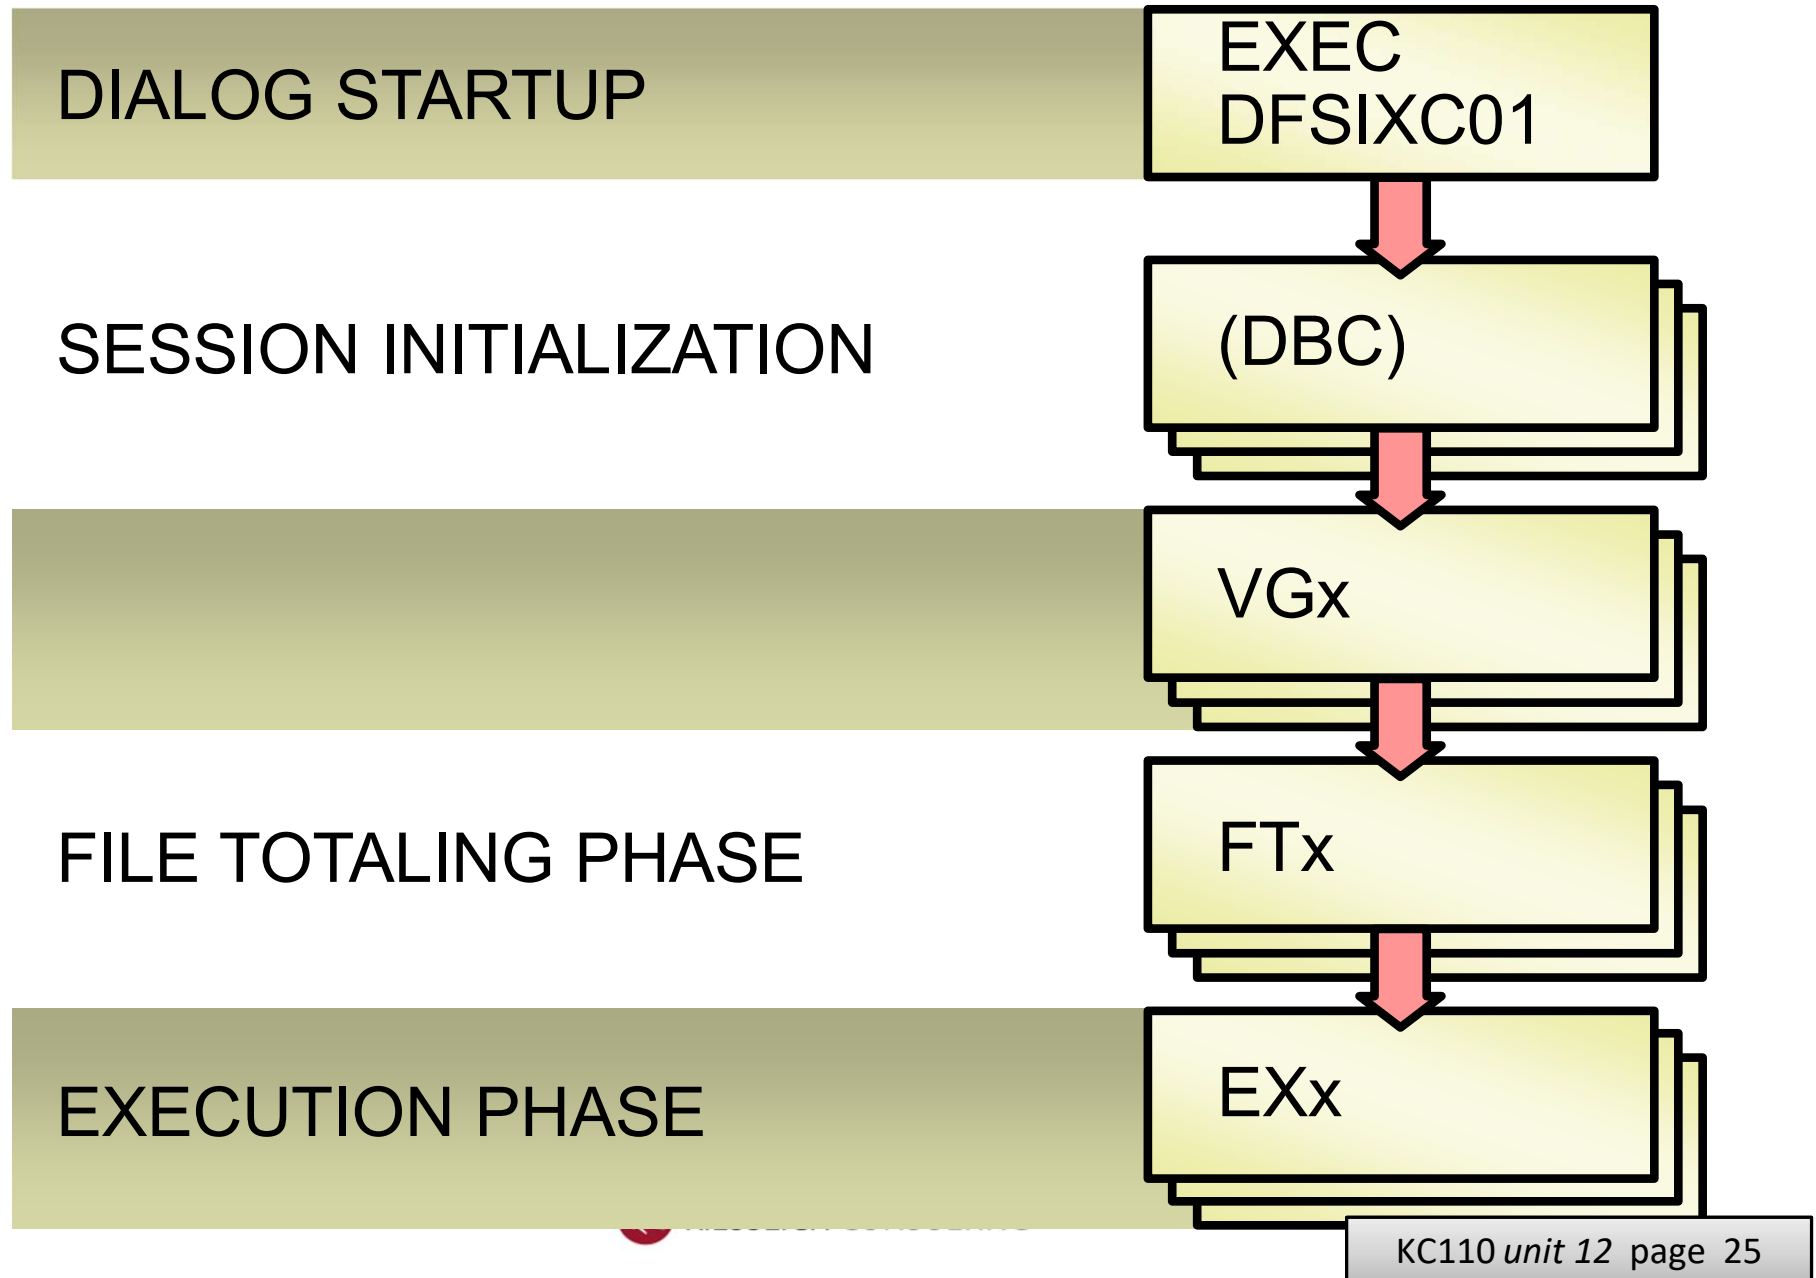 DIALOG STARTUP
EXEC
DFSIXC01
SESSION INITIALIZATION
(DBC)
VGx
FILE TOTALING PHASE
FTx
EXECUTION PHASE
EXx
KC110 unit 12 page 25